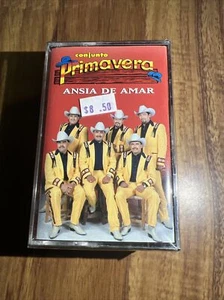 conjunto
Primavera
ANSIA DE AMAR
$8.50